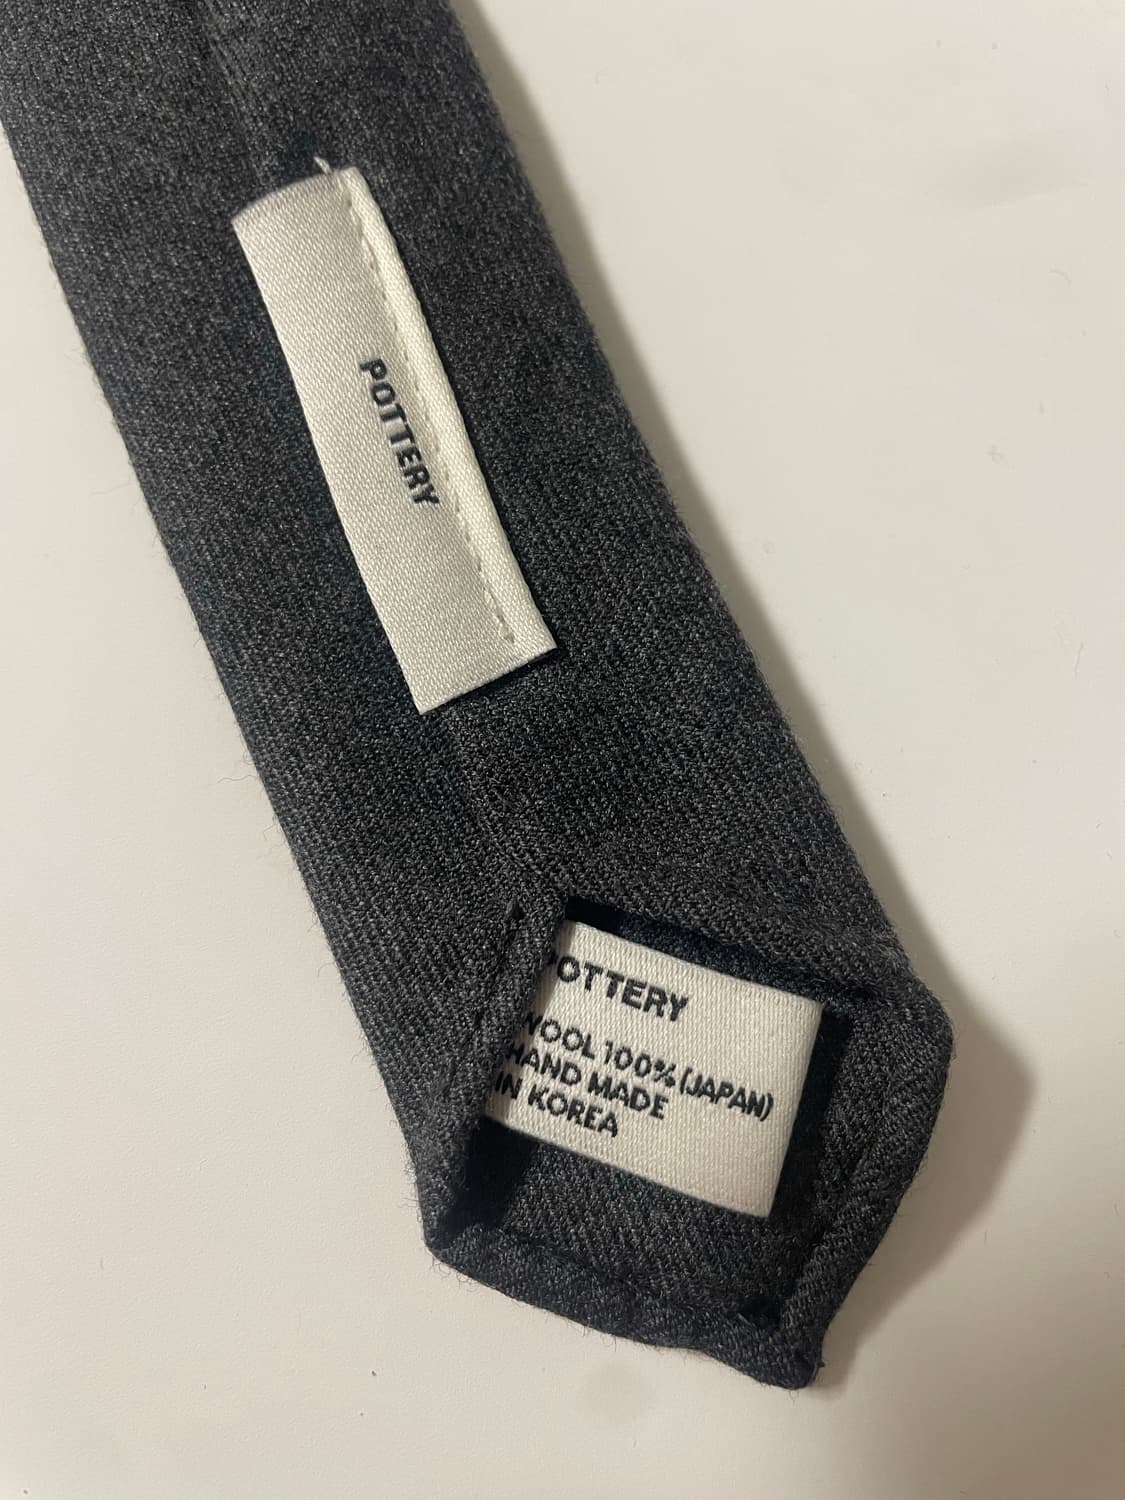 POTTERY
POTTERY
WOOL 100% (JAPAN)
HAND MADE
IN KOREA